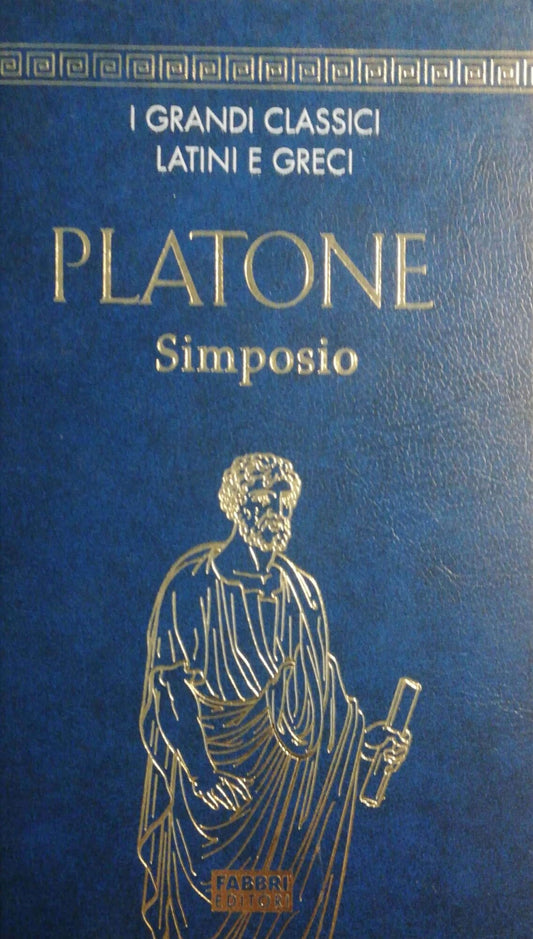 I GRANDI CLASSICI
LATINI E GRECI
PLATONE
Simposio
FABBRI
EDITORI